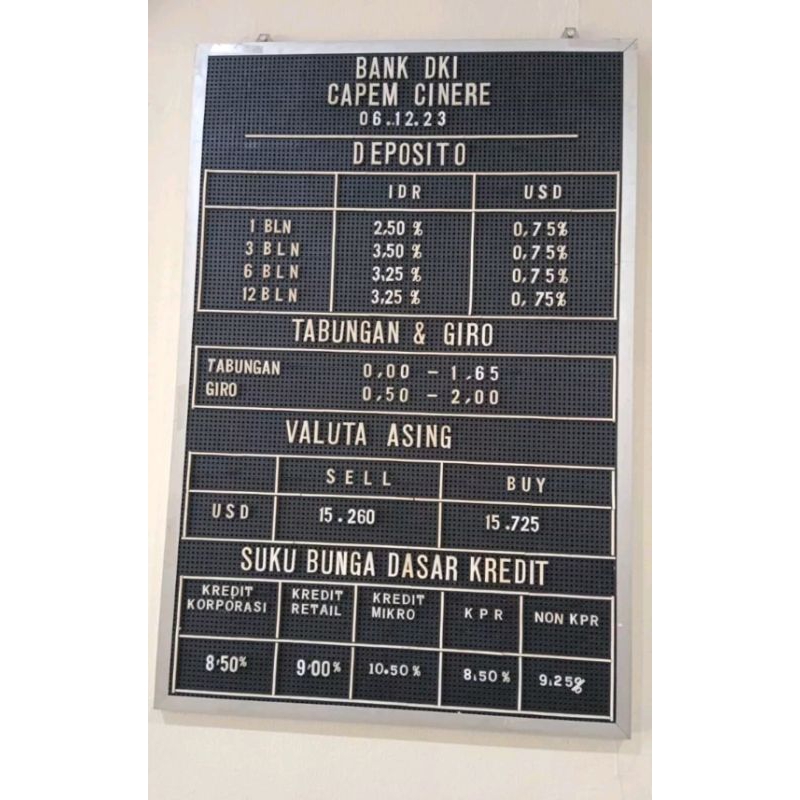 BANK DKI
CAPEM CINERE
06.12.23
DEPOSITO
IDR USD
1 BLN 2,50 % 0,75%
3 BLN 3,50 % 0,75%
6 BLN 3,25 % 0,75%
12 BLN 3,25 % 0,75%
TABUNGAN & GIRO
TABUNGAN 0,00 - 1,65
GIRO 0,50 - 2,00
VALUTA ASING
SELL BUY
USD 15.260 15.725
SUKU BUNGA DASAR KREDIT
KREDIT KORPORASI KREDIT RETAIL KREDIT MIKRO KPR NON KPR
8.50% 9.00% 10.50% 8.50% 9.25%